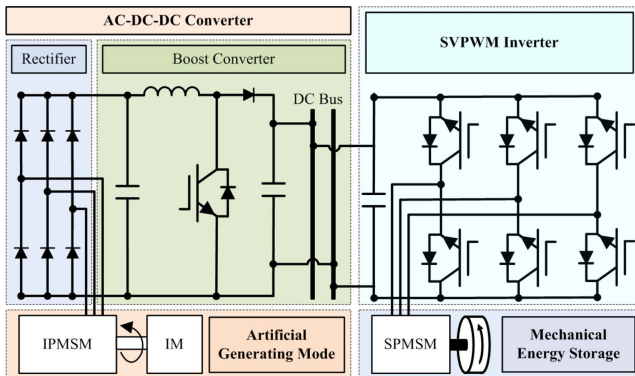 AC-DC-DC Converter
SVPWM Inverter
Rectifier
Boost Converter
DC Bus
IPMSM
IM
Artificial
Generating Mode
SPMSM
Mechanical
Energy Storage